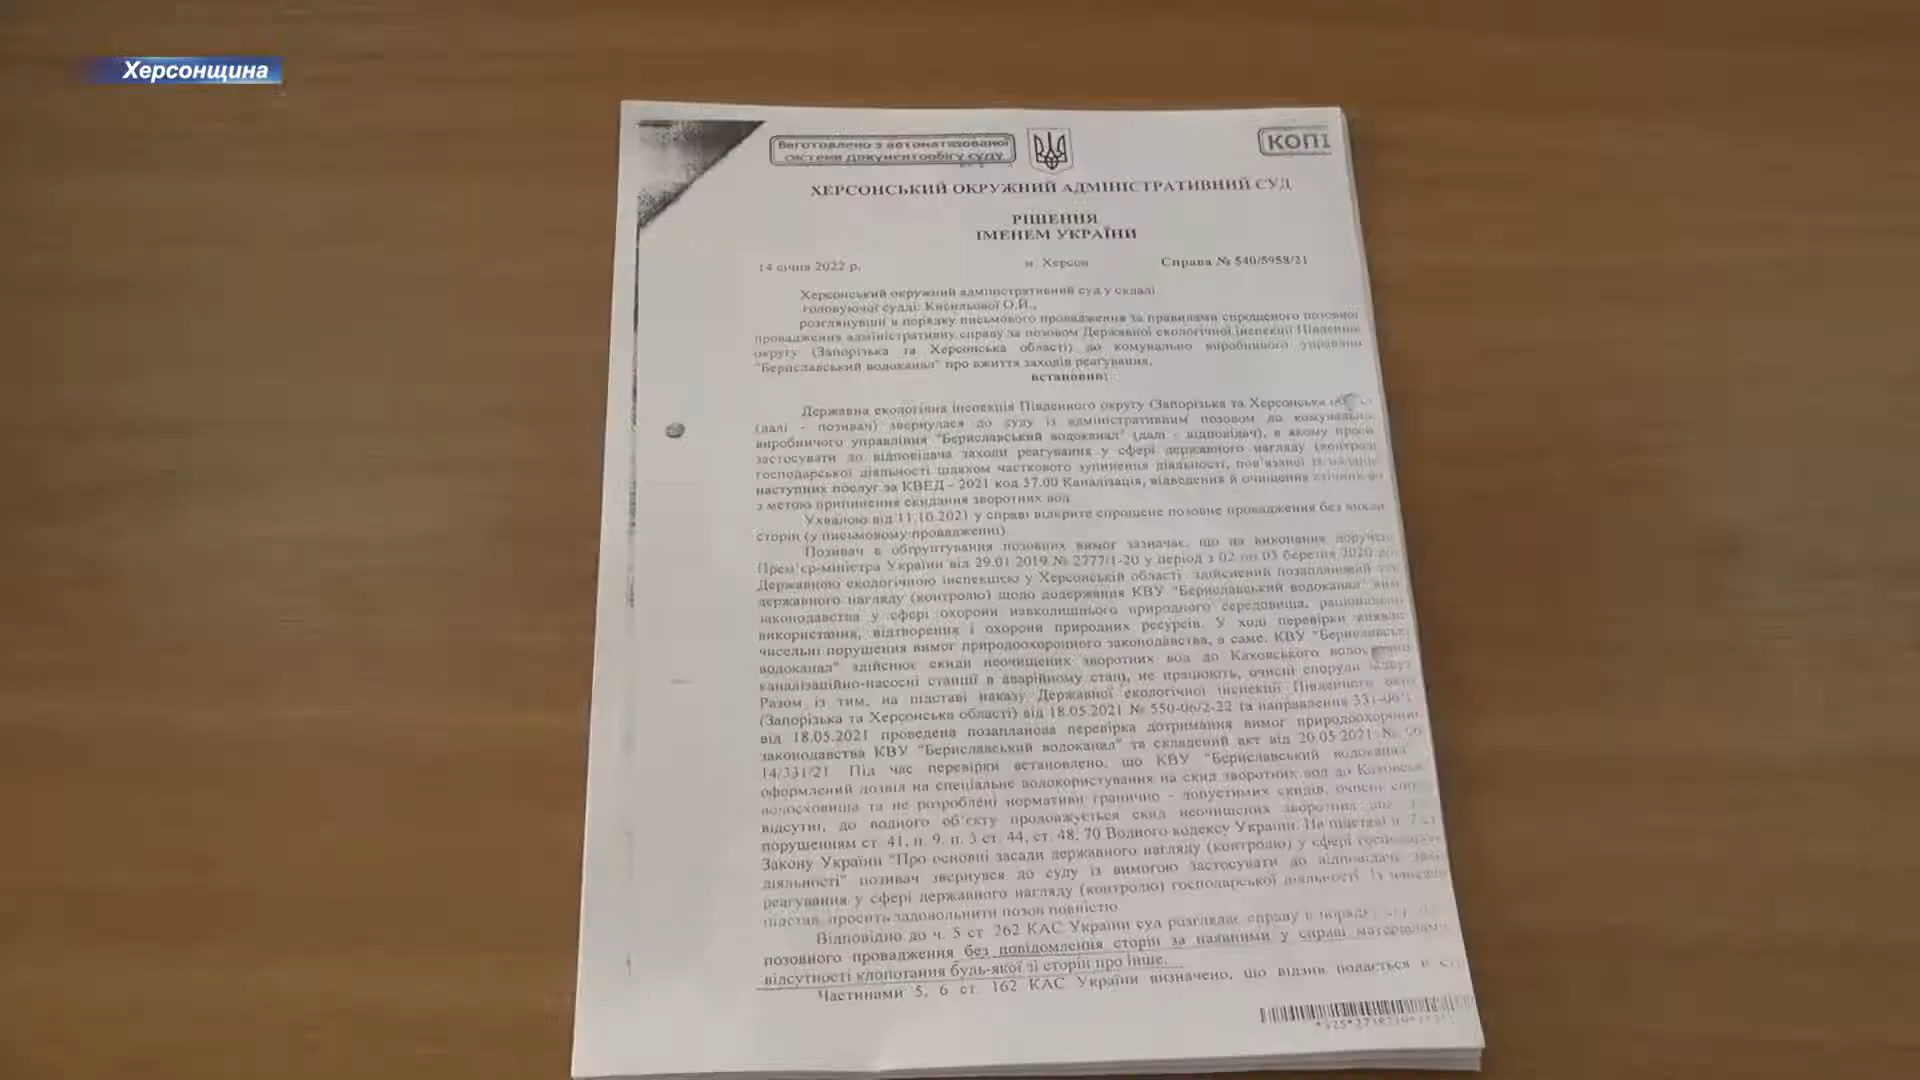 Херсонщина
Виготовлено з автоматизованої
системи документообігу суду
КОПІ
ХЕРСОНСЬКИЙ ОКРУЖНИЙ АДМІНІСТРАТИВНИЙ СУД
РІШЕННЯ
ІМЕНЕМ УКРАЇНИ
14 січня 2022 р. м. Херсон Справа № 540/5958/21
Херсонський окружний адміністративний суд у складі
головуючої судді: Кисильової О.Й.,
розглянувши в порядку письмового провадження за правилами спрощеного позовної
провадження адміністративну справу за позовом Державної екологічної інспекції Південного
округу (Запорізька та Херсонська області) до комунально виробничого управління
"Бериславський водоканал" про вжиття заходів реагування,
встановив:
Державна екологічна інспекція Південного округу (Запорізька та Херсонська
(далі - позивач) звернулася до суду із адміністративним позовом до комунально
виробничого управління "Бериславський водоканал" (далі - відповідач), в якому просить
застосувати до відповідача заходи реагування у сфері державного нагляду (контролю)
господарської діяльності шляхом часткового зупинення діяльності, пов'язаної із
наступних послуг за КВЕД - 2021 код 37.00 Каналізація, відведення й очищення
з метою припинення скидання зворотних вод.
Ухвалою від 11.10.2021 у справі відкрите спрощене позовне провадження без виклику
сторін (у письмовому провадженні).
Позивач в обґрунтування позовних вимог зазначає, що на виконання
Прем'єр-міністра України від 29.01.2019 № 2777/1-20 у період з 02 по 03 березня 2020
Державною екологічною інспекцією у Херсонській області здійснений позаплановий
державного нагляду (контролю) щодо додержання КВУ "Бериславський водоканал"
законодавства у сфері охорони навколишнього природного середовища,
використання, відтворення і охорони природних ресурсів. У ході перевірки
чисельні порушення вимог природоохоронного законодавства, а саме: КВУ
водоканал" здійснює скиди неочищених зворотних вод до Каховського
каналізаційно-насосні станції в аварійному стані, не працюють, очисні споруди
Разом із тим, на підставі наказу Державної екологічної інспекції Південного
(Запорізька та Херсонська області) від 18.05.2021 № 550-06/2-22 та направлення
від 18.05.2021 проведена позапланова перевірка дотримання вимог
законодавства КВУ "Бериславський водоканал" та складений акт від 20.05.2021 №
14/331/21. Під час перевірки встановлено, що КВУ "Бериславський водоканал"
оформлений дозвіл на спеціальне водокористування на скид зворотних вод до
водосховища та не розроблені нормативи гранично - допустимих скидів, очисні
відсутні, до водного об'єкту продовжується скид неочищених зворотних вод
порушенням ст. 41, п. 9, п. 3 ст. 44, ст. 48, 70 Водного кодексу України. На підставі
Закону України "Про основні засади державного нагляду (контролю) у сфері
діяльності" позивач звернувся до суду із вимогою застосувати до відповідача
реагування у сфері державного нагляду (контролю) господарської діяльності. Із
підстав, просить задовольнити позов повністю.
Відповідно до ч. 5 ст. 262 КАС України суд розглядає справу в порядку
позовного провадження без повідомлення сторін за наявними у справі матеріалами
відсутності клопотання будь-якої зі сторін про інше.
Частинами 5, 6 ст. 162 КАС України визначено, що відзив подається в